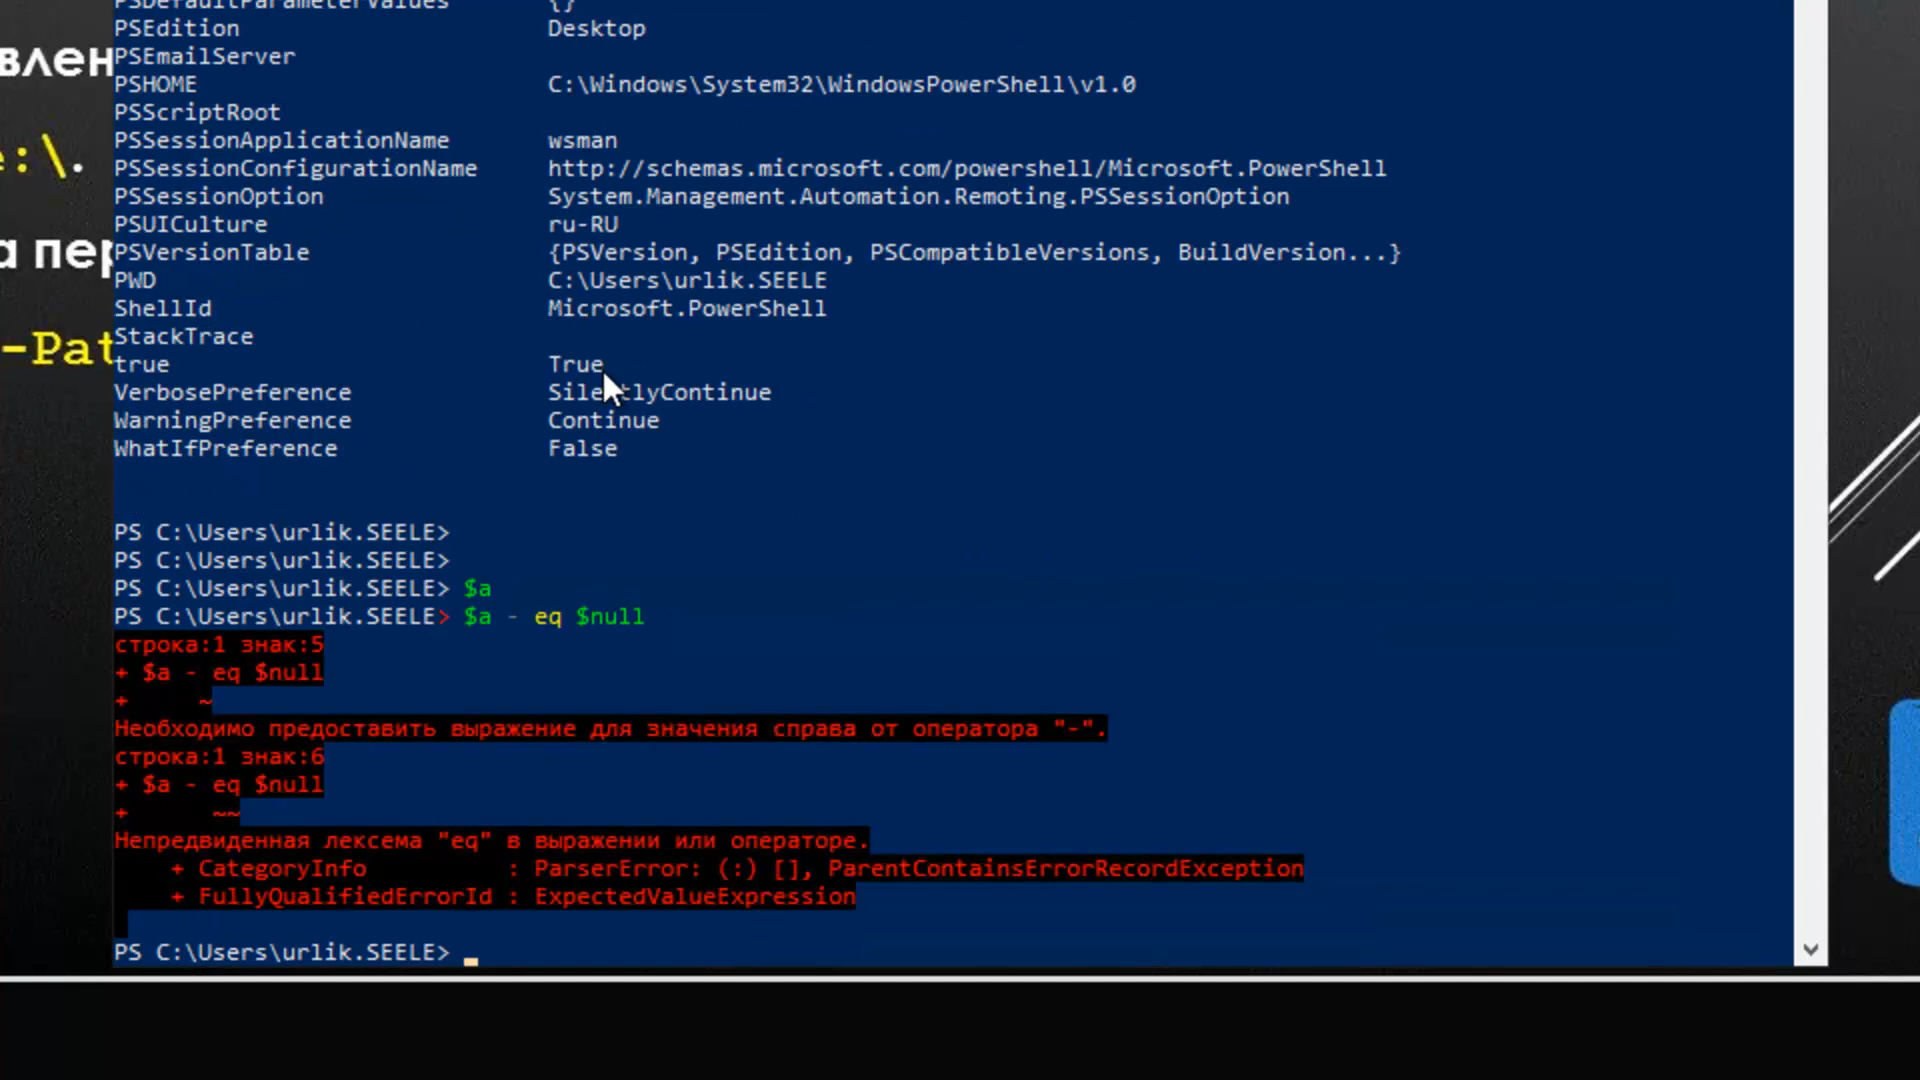 PSDefaultParameterValues {}
PSEdition Desktop
PSEmailServer
PSHOME C:\Windows\System32\WindowsPowerShell\v1.0
PSScriptRoot
PSSessionApplicationName wsman
PSSessionConfigurationName http://schemas.microsoft.com/powershell/Microsoft.PowerShell
PSSessionOption System.Management.Automation.Remoting.PSSessionOption
PSUICulture ru-RU
PSVersionTable {PSVersion, PSEdition, PSCompatibleVersions, BuildVersion...}
PWD C:\Users\urlik.SEELE
ShellId Microsoft.PowerShell
StackTrace
true True
VerbosePreference SilentlyContinue
WarningPreference Continue
WhatIfPreference False
PS C:\Users\urlik.SEELE>
PS C:\Users\urlik.SEELE>
PS C:\Users\urlik.SEELE> $a
PS C:\Users\urlik.SEELE> $a - eq $null
строка:1 знак:5
+ $a - eq $null
+     ~
Необходимо предоставить выражение для значения справа от оператора "-".
строка:1 знак:6
+ $a - eq $null
+      ~~
Непредвиденная лексема "eq" в выражении или операторе.
+ CategoryInfo : ParserError: (:) [], ParentContainsErrorRecordException
+ FullyQualifiedErrorId : ExpectedValueExpression
PS C:\Users\urlik.SEELE>
влен
e:\.
а пер
-Pat